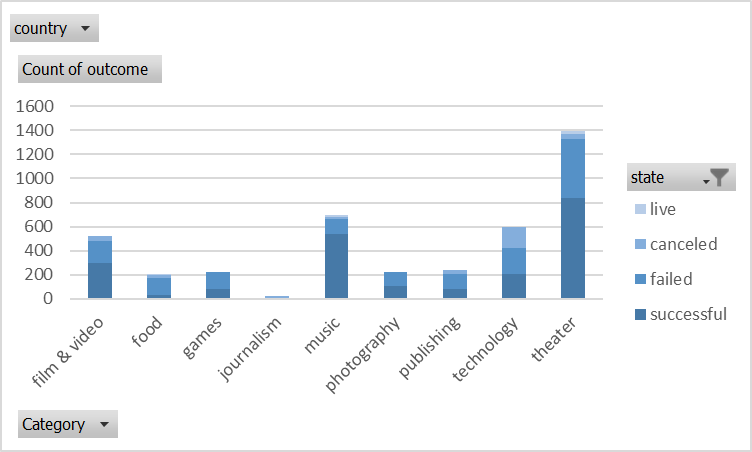 country
Count of outcome
1600
1400
1200
1000
800
600
400
200
0
film & video
food
games
journalism
music
photography
publishing
technology
theater
state
live
canceled
failed
successful
Category